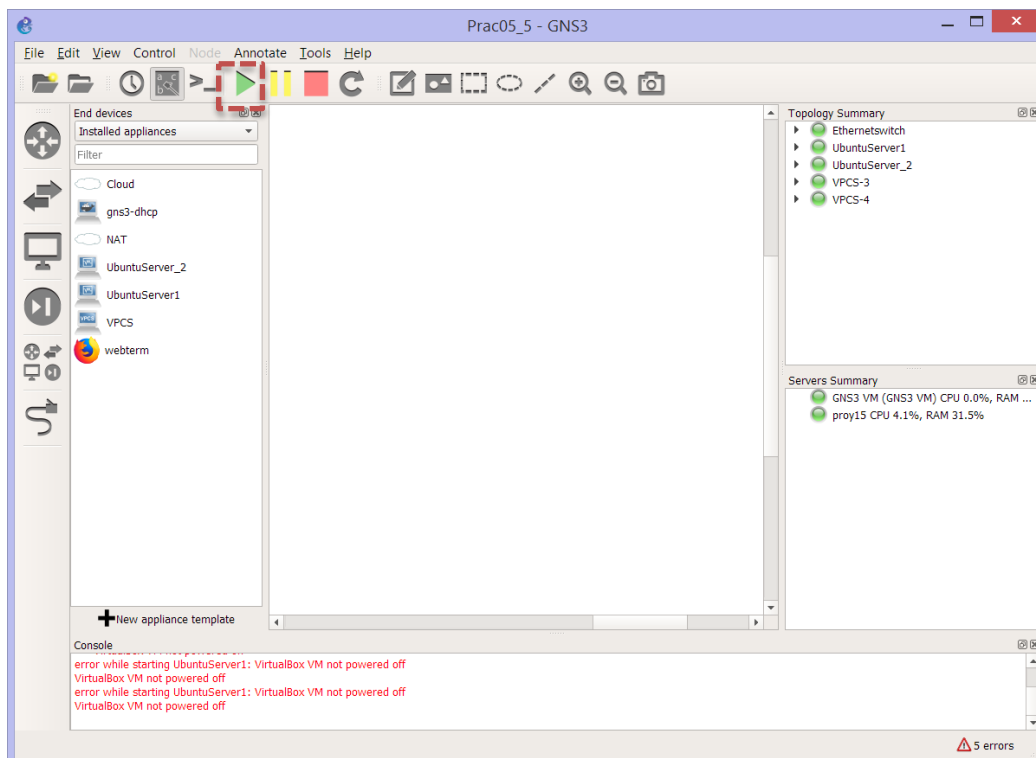 Prac05_5 - GNS3
File Edit View Control Node Annotate Tools Help
End devices
Installed appliances
Filter
Cloud
gns3-dhcp
NAT
UbuntuServer_2
UbuntuServer1
VPCS
webterm
New appliance template
Topology Summary
Ethernetswitch
UbuntuServer1
UbuntuServer_2
VPCS-3
VPCS-4
Servers Summary
GNS3 VM (GNS3 VM) CPU 0.0%, RAM ...
proy15 CPU 4.1%, RAM 31.5%
Console
error while starting UbuntuServer1: VirtualBox VM not powered off
VirtualBox VM not powered off
error while starting UbuntuServer1: VirtualBox VM not powered off
VirtualBox VM not powered off
5 errors